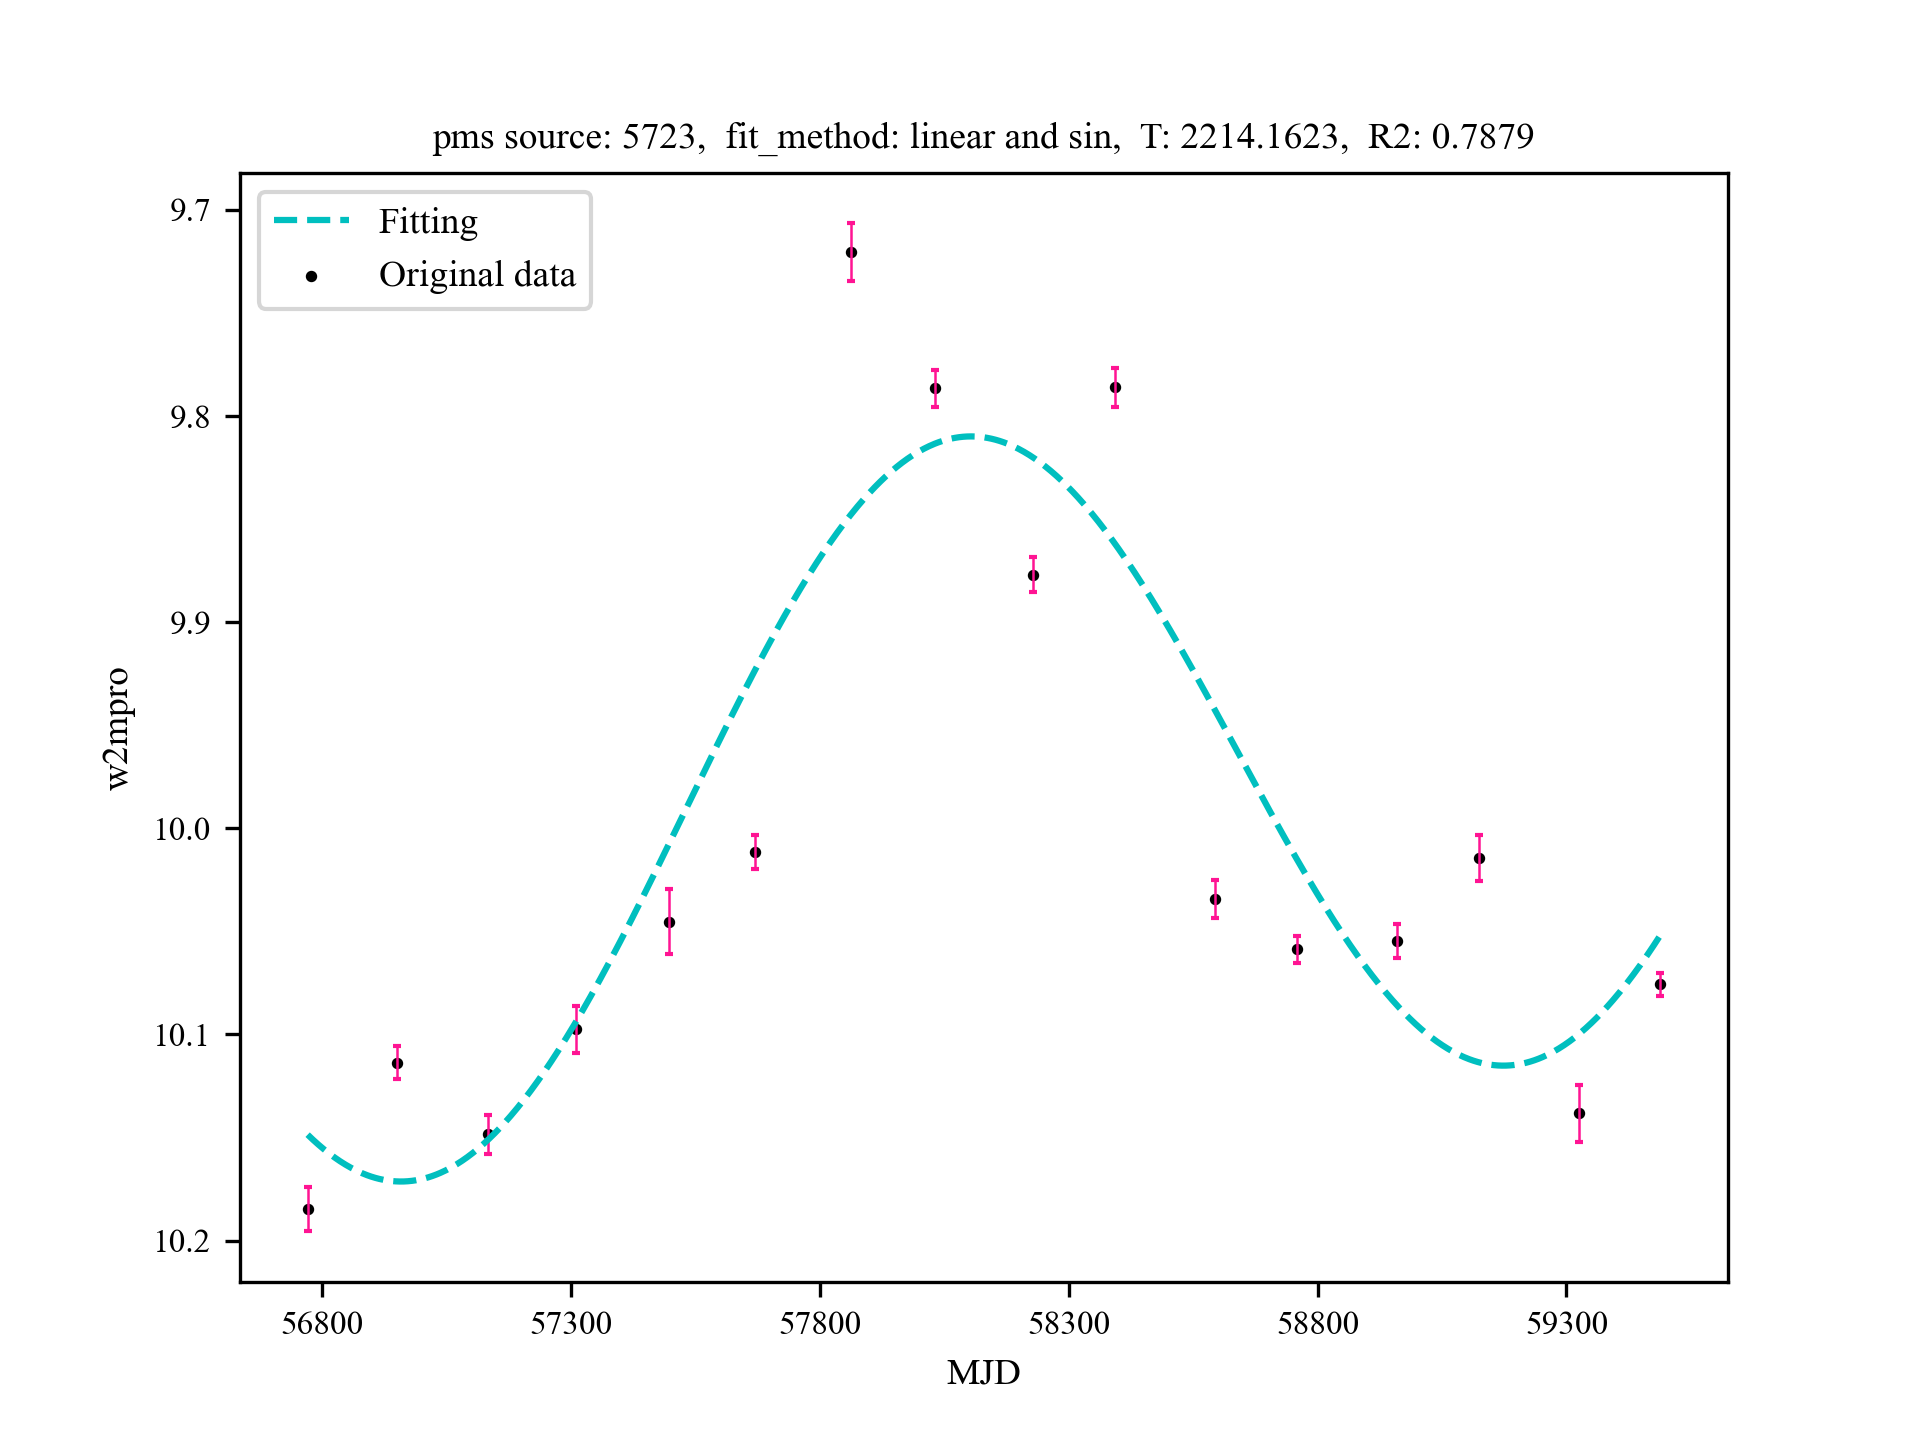 pms source: 5723,  fit_method: linear and sin,  T: 2214.1623,  R2: 0.7879
Fitting
Original data
9.7
9.8
9.9
10.0
10.1
10.2
w2mpro
56800 57300 57800 58300 58800 59300
MJD